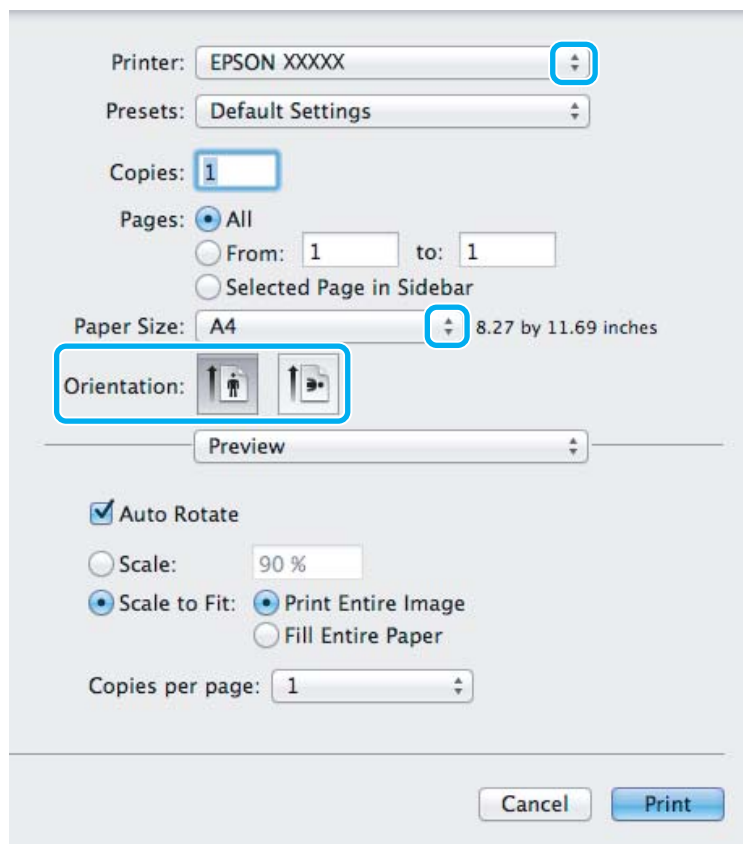 Printer: EPSON XXXXX
Presets: Default Settings
Copies: 1
Pages: All
From: 1 to: 1
Selected Page in Sidebar
Paper Size: A4 8.27 by 11.69 inches
Orientation:
Preview
Auto Rotate
Scale: 90 %
Scale to Fit: Print Entire Image
Fill Entire Paper
Copies per page: 1
Cancel Print